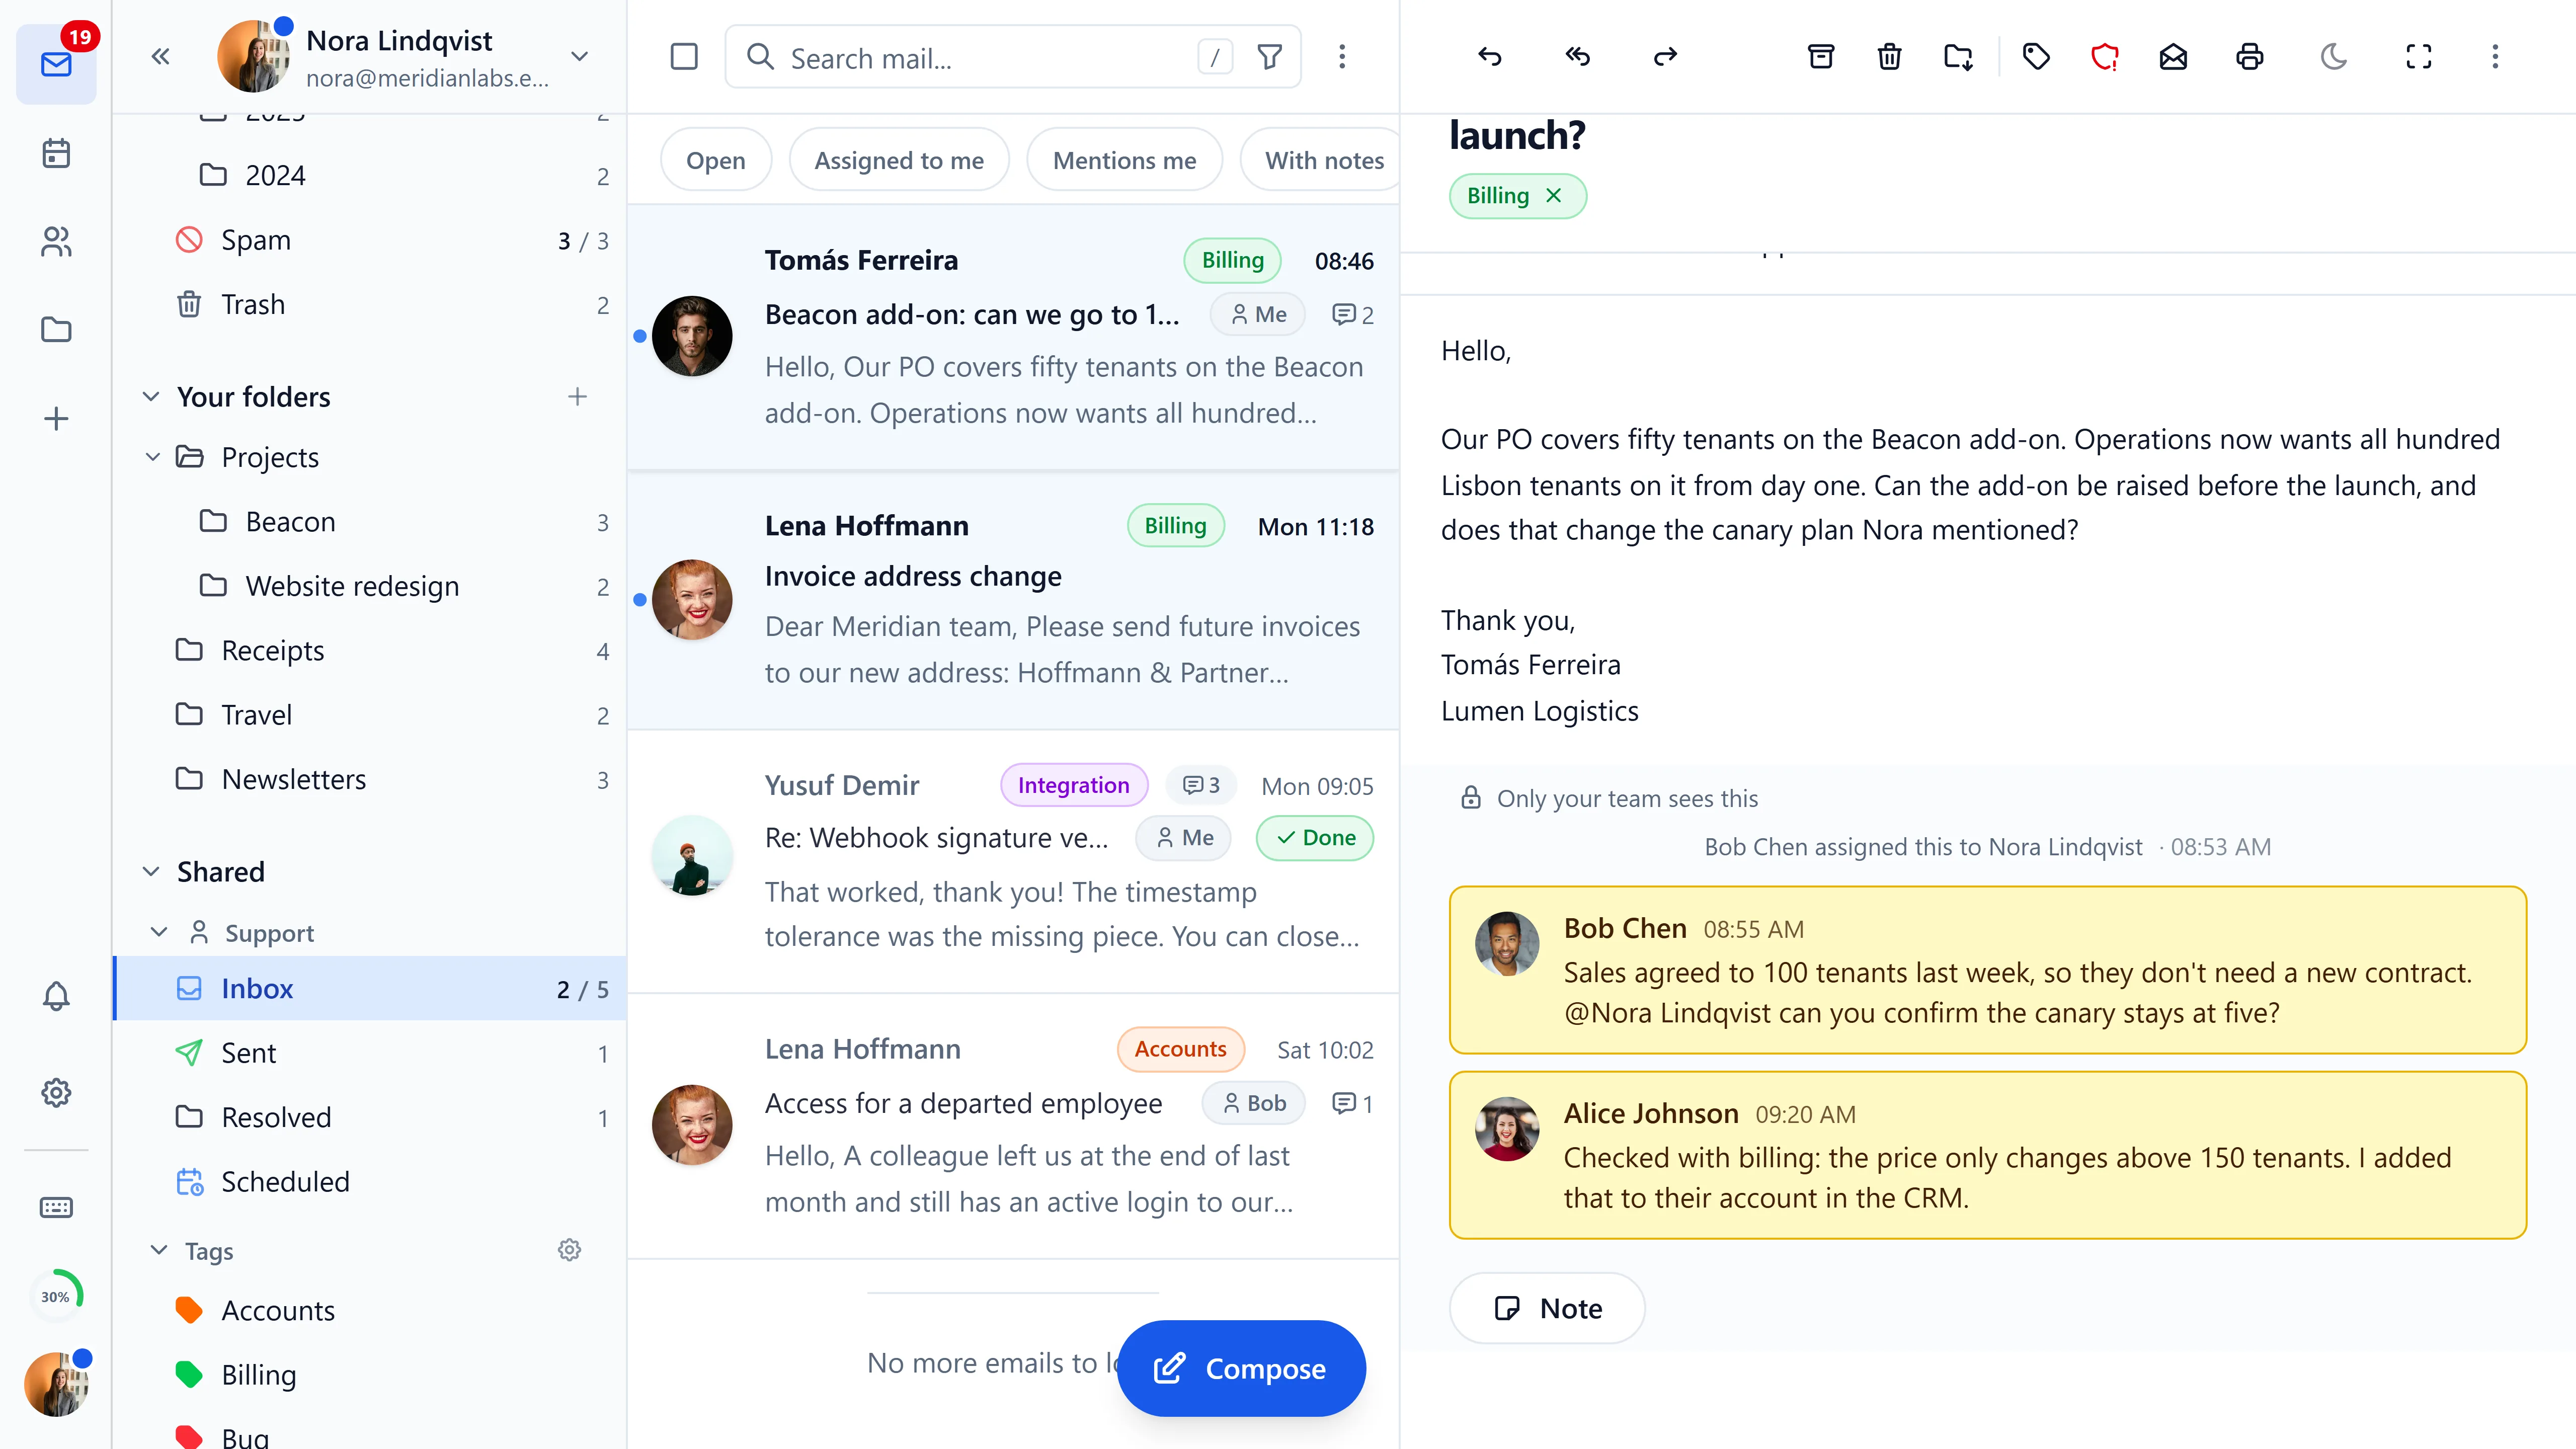 19
30%
Nora Lindqvist
nora@meridianlabs.e...
2024 2
Spam 3 / 3
Trash 2
Your folders
Projects
Beacon 3
Website redesign 2
Receipts 4
Travel 2
Newsletters 3
Shared
Support
Inbox 2 / 5
Sent 1
Resolved 1
Scheduled
Tags
Accounts
Billing
Bug
Search mail... /
Open Assigned to me Mentions me With notes
Tomás Ferreira Billing 08:46
Beacon add-on: can we go to 1... Me 2
Hello, Our PO covers fifty tenants on the Beacon
add-on. Operations now wants all hundred...
Lena Hoffmann Billing Mon 11:18
Invoice address change
Dear Meridian team, Please send future invoices
to our new address: Hoffmann & Partner...
Yusuf Demir Integration 3 Mon 09:05
Re: Webhook signature ve... Me Done
That worked, thank you! The timestamp
tolerance was the missing piece. You can close...
Lena Hoffmann Accounts Sat 10:02
Access for a departed employee Bob 1
Hello, A colleague left us at the end of last
month and still has an active login to our...
No more emails to
Compose
launch?
Billing
Hello,
Our PO covers fifty tenants on the Beacon add-on. Operations now wants all hundred
Lisbon tenants on it from day one. Can the add-on be raised before the launch, and
does that change the canary plan Nora mentioned?
Thank you,
Tomás Ferreira
Lumen Logistics
Only your team sees this
Bob Chen assigned this to Nora Lindqvist · 08:53 AM
Bob Chen 08:55 AM
Sales agreed to 100 tenants last week, so they don't need a new contract.
@Nora Lindqvist can you confirm the canary stays at five?
Alice Johnson 09:20 AM
Checked with billing: the price only changes above 150 tenants. I added
that to their account in the CRM.
Note